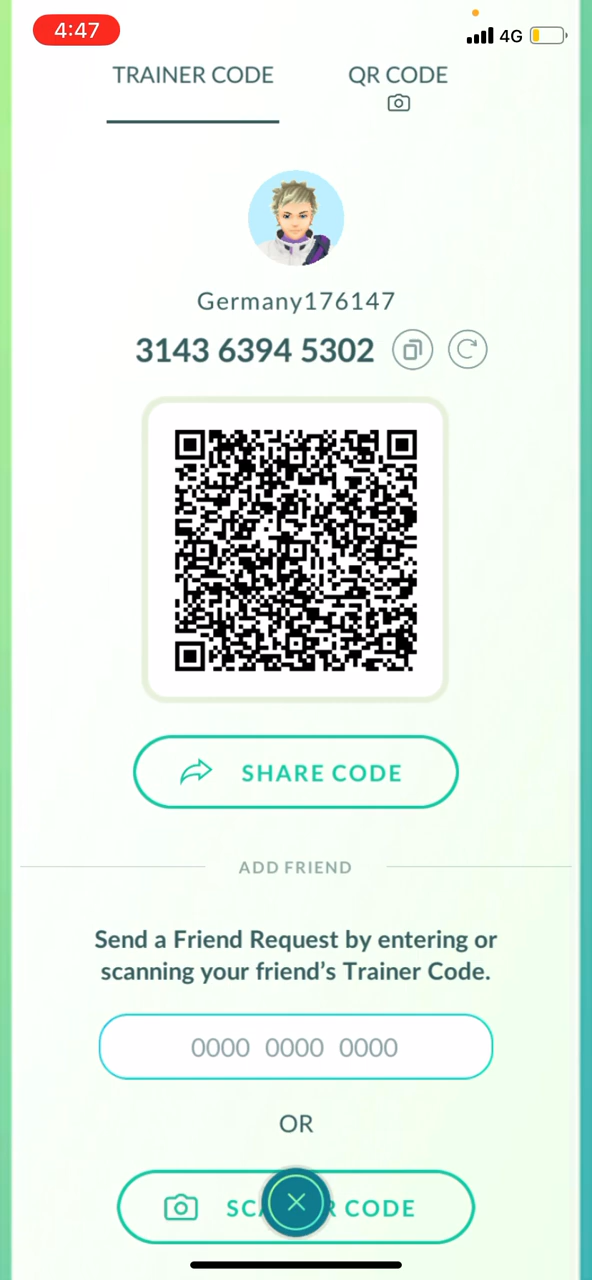 4:47
4G
TRAINER CODE
QR CODE
Germany176147
3143 6394 5302
SHARE CODE
ADD FRIEND
Send a Friend Request by entering or
scanning your friend's Trainer Code.
0000 0000 0000
OR
CODE